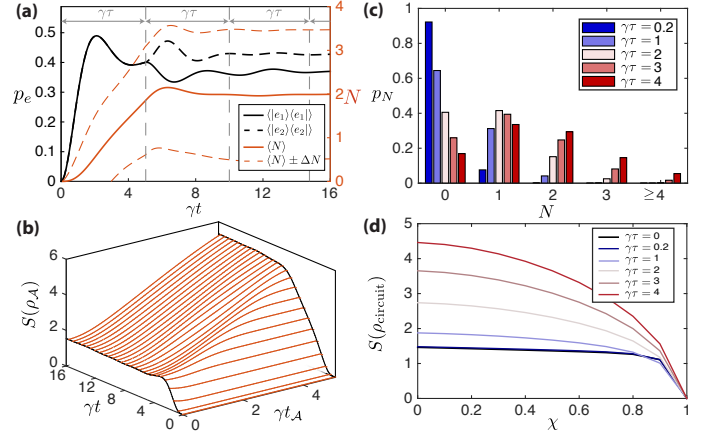 (a)
γτ γτ γτ
0.5
0.4
0.3
0.2
0.1
0
p_e
4
3
2
1
0
N
⟨|e₁⟩⟨e₁|⟩
⟨|e₂⟩⟨e₂|⟩
⟨N⟩
⟨N⟩ ± ΔN
0 4 8 12 16
γt
(c)
1
0.8
0.6
0.4
0.2
0
p_N
γτ = 0.2
γτ = 1
γτ = 2
γτ = 3
γτ = 4
0 1 2 3 ≥4
N
(b)
6
4
2
0
S(ρ_𝒜)
16 12 8 4 0
γt
0 2 4
γt_𝒜
(d)
5
4
3
2
1
0
S(ρ_circuit)
γτ = 0
γτ = 0.2
γτ = 1
γτ = 2
γτ = 3
γτ = 4
0 0.2 0.4 0.6 0.8 1
χ